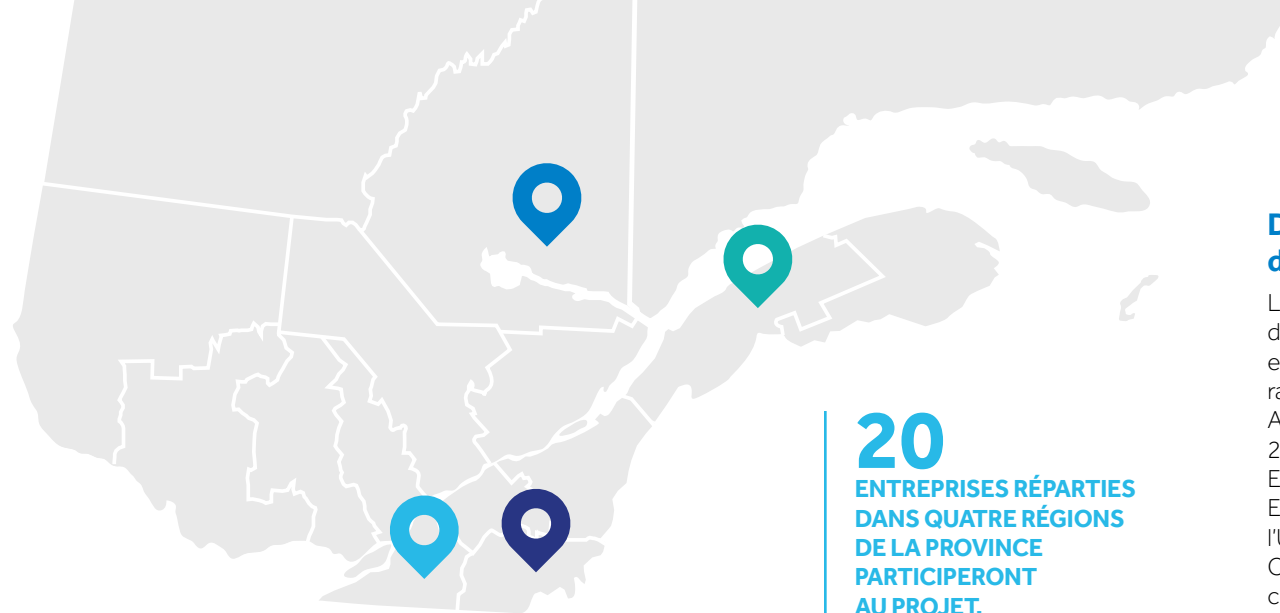 20
ENTREPRISES RÉPARTIES
DANS QUATRE RÉGIONS
DE LA PROVINCE
PARTICIPERONT
AU PROJET.